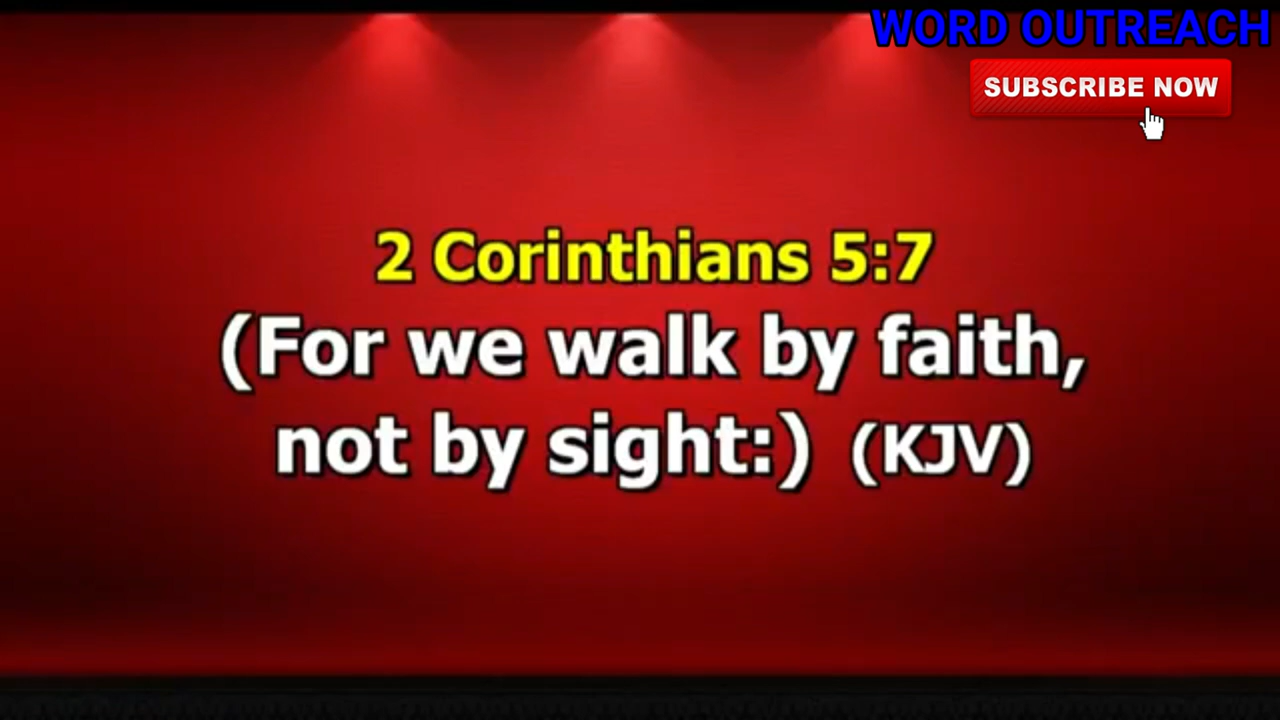 WORD OUTREACH
SUBSCRIBE NOW
2 Corinthians 5:7
(For we walk by faith,
not by sight:) (KJV)